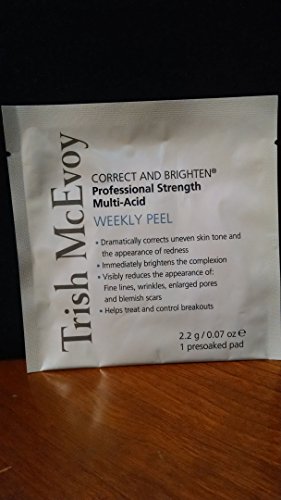 Trish McEvoy
CORRECT AND BRIGHTEN®
Professional Strength
Multi-Acid
WEEKLY PEEL
• Dramatically corrects uneven skin tone and
the appearance of redness
• Immediately brightens the complexion
• Visibly reduces the appearance of:
Fine lines, wrinkles, enlarged pores
and blemish scars
• Helps treat and control breakouts
2.2 g / 0.07 oz ℮
1 presoaked pad